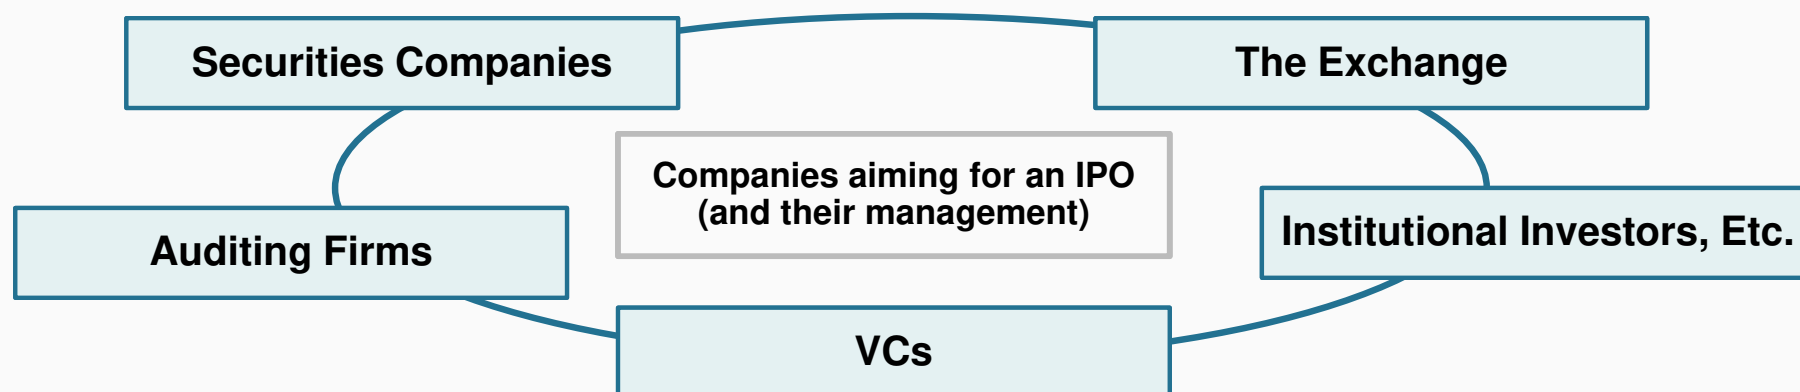 Securities Companies
The Exchange
Companies aiming for an IPO
(and their management)
Auditing Firms
Institutional Investors, Etc.
VCs